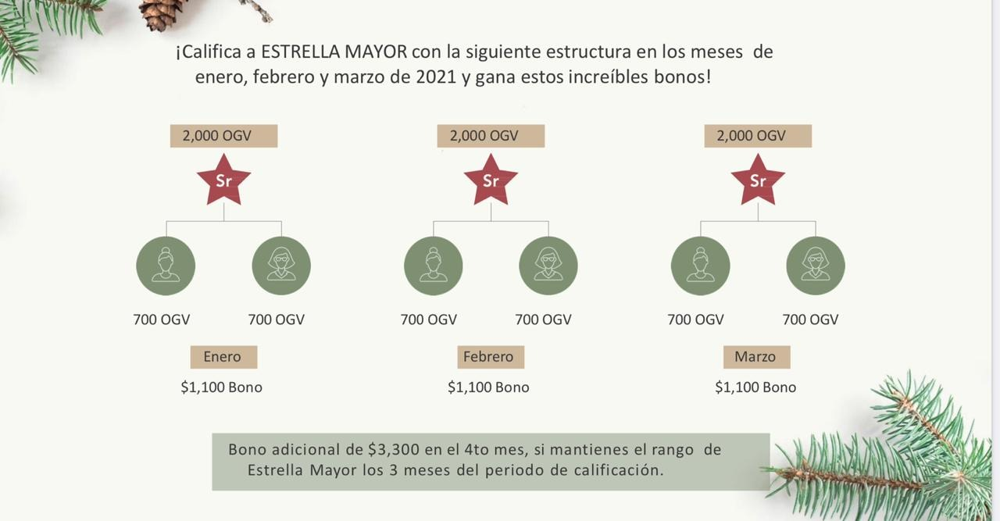 ¡Califica a ESTRELLA MAYOR con la siguiente estructura en los meses de
enero, febrero y marzo de 2021 y gana estos increíbles bonos!
2,000 OGV
2,000 OGV
2,000 OGV
Sr
Sr
Sr
700 OGV
700 OGV
700 OGV
700 OGV
700 OGV
700 OGV
Enero
Febrero
Marzo
$1,100 Bono
$1,100 Bono
$1,100 Bono
Bono adicional de $3,300 en el 4to mes, si mantienes el rango de
Estrella Mayor los 3 meses del periodo de calificación.